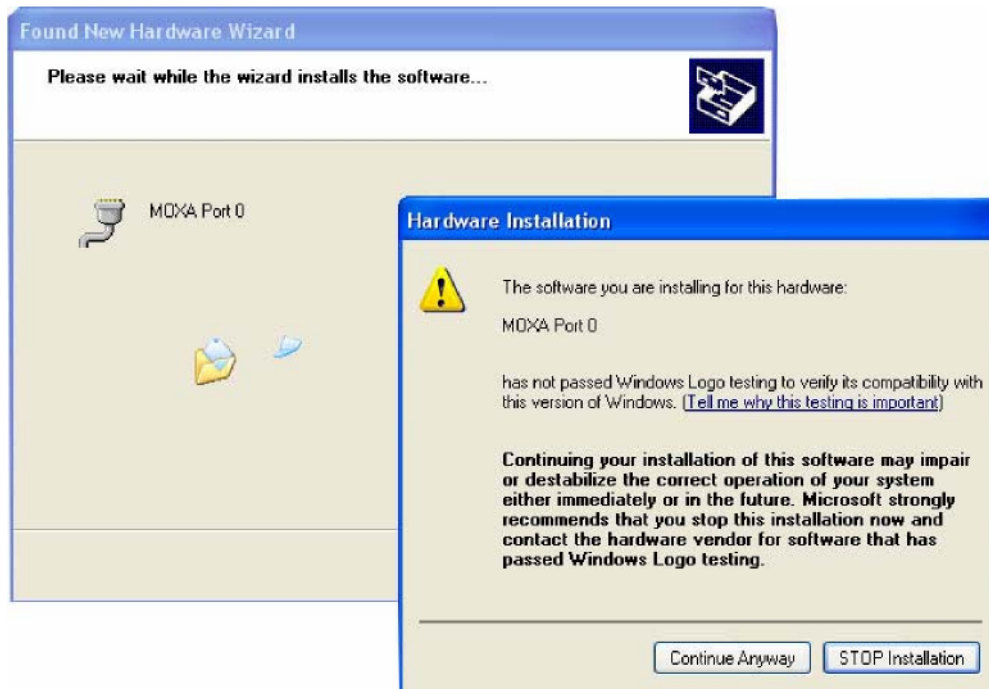 Found New Hardware Wizard
Please wait while the wizard installs the software...
MOXA Port 0
Hardware Installation
The software you are installing for this hardware:
MOXA Port 0
has not passed Windows Logo testing to verify its compatibility with
this version of Windows. (Tell me why this testing is important)
Continuing your installation of this software may impair
or destabilize the correct operation of your system
either immediately or in the future. Microsoft strongly
recommends that you stop this installation now and
contact the hardware vendor for software that has
passed Windows Logo testing.
Continue Anyway
STOP Installation